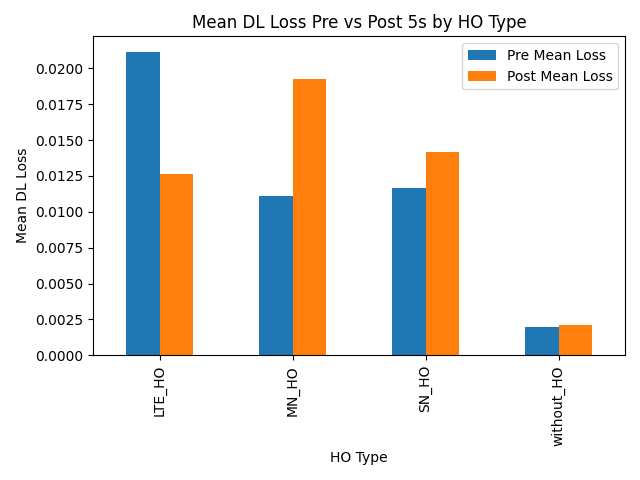 Mean DL Loss Pre vs Post 5s by HO Type
Pre Mean Loss
Post Mean Loss
Mean DL Loss
0.0200
0.0175
0.0150
0.0125
0.0100
0.0075
0.0050
0.0025
0.0000
LTE_HO
MN_HO
SN_HO
without_HO
HO Type